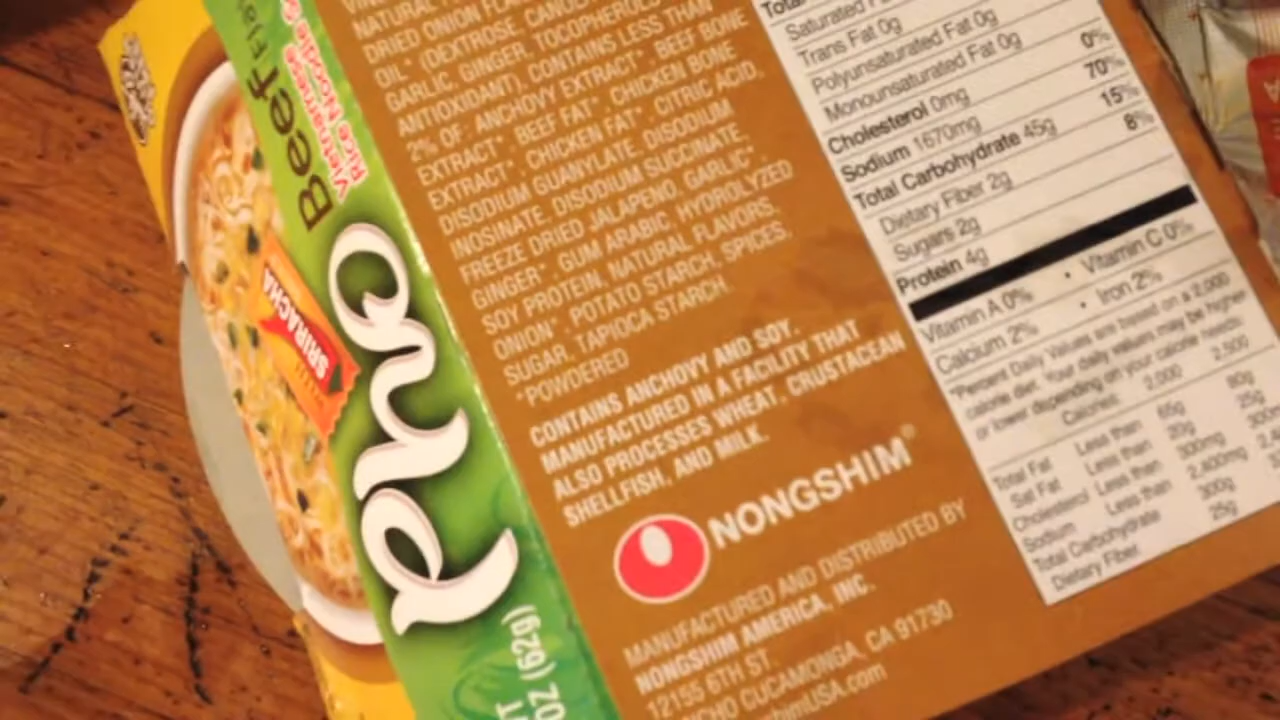 Beef
Vietnamese
Rice Noodle
SRIRACHA
(62g)
NATURAL
DRIED ONION
OIL* (DEXTROSE,
GARLIC, GINGER, TOCOPHEROLS
ANTIOXIDANT), CONTAINS LESS THAN
2% OF: ANCHOVY EXTRACT*, BEEF BONE
EXTRACT*, BEEF FAT*, CHICKEN BONE
EXTRACT*, CHICKEN FAT*, CITRIC ACID,
DISODIUM GUANYLATE, DISODIUM
INOSINATE, DISODIUM SUCCINATE,
FREEZE DRIED JALAPENO, GARLIC*,
GINGER*, GUM ARABIC, HYDROLYZED
SOY PROTEIN, NATURAL FLAVORS,
ONION*, POTATO STARCH, SPICES,
SUGAR, TAPIOCA STARCH.
*POWDERED
CONTAINS ANCHOVY AND SOY.
MANUFACTURED IN A FACILITY THAT
ALSO PROCESSES WHEAT, CRUSTACEAN
SHELLFISH, AND MILK.
NONGSHIM®
MANUFACTURED AND DISTRIBUTED BY
NONGSHIM AMERICA, INC.
12155 6TH ST.
CUCAMONGA, CA 91730
Saturated
Trans Fat 0g
Polyunsaturated Fat 0g
Monounsaturated Fat 0g
Cholesterol 0mg 0%
Sodium 1670mg 70%
Total Carbohydrate 45g 15%
Dietary Fiber 2g 8%
Sugars 2g
Protein 4g
Vitamin A 0% • Vitamin C 0%
Calcium 2% • Iron 2%
*Percent Daily Values are based on a 2,000
calorie diet. Your daily values may be higher
or lower depending on your calorie needs
Calories: 2,000 2,500
Total Fat Less than 65g 80g
Sat Fat Less than 20g 25g
Cholesterol Less than 300mg
Sodium Less than 2,400mg
Total Carbohydrate 300g
Dietary Fiber 25g